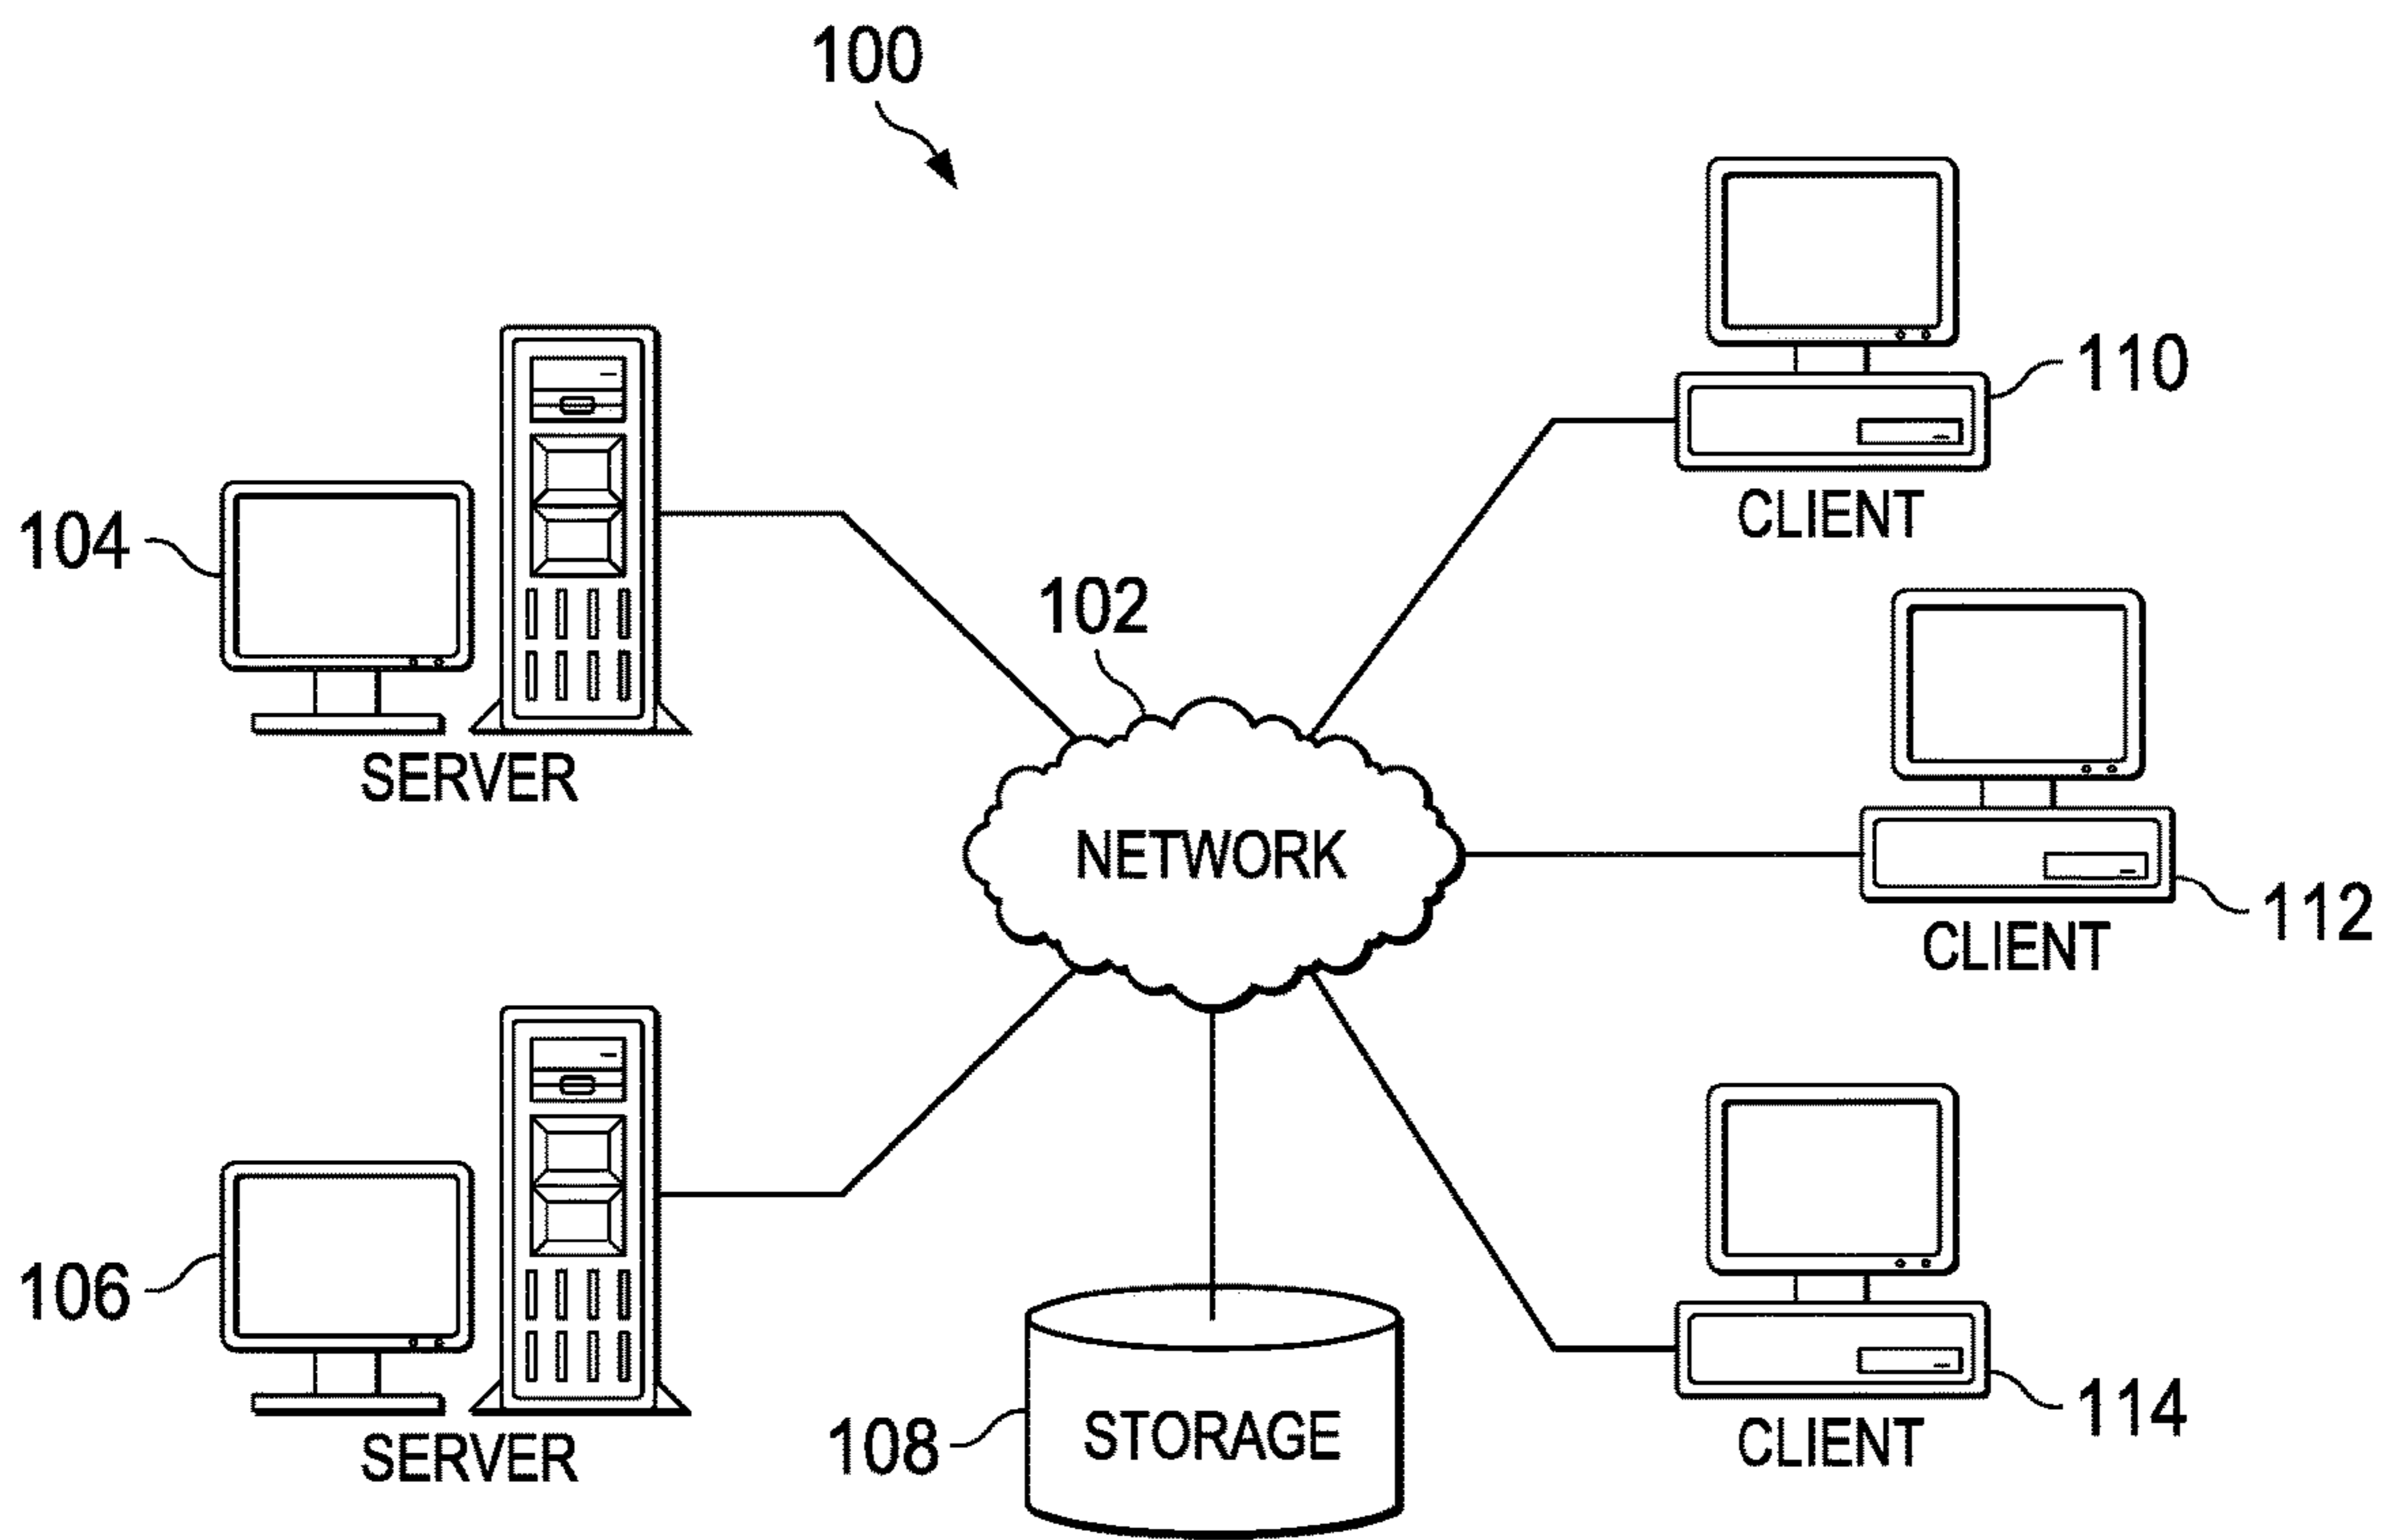 100
110
CLIENT
104
SERVER
102
NETWORK
112
CLIENT
106
SERVER
108
STORAGE
114
CLIENT